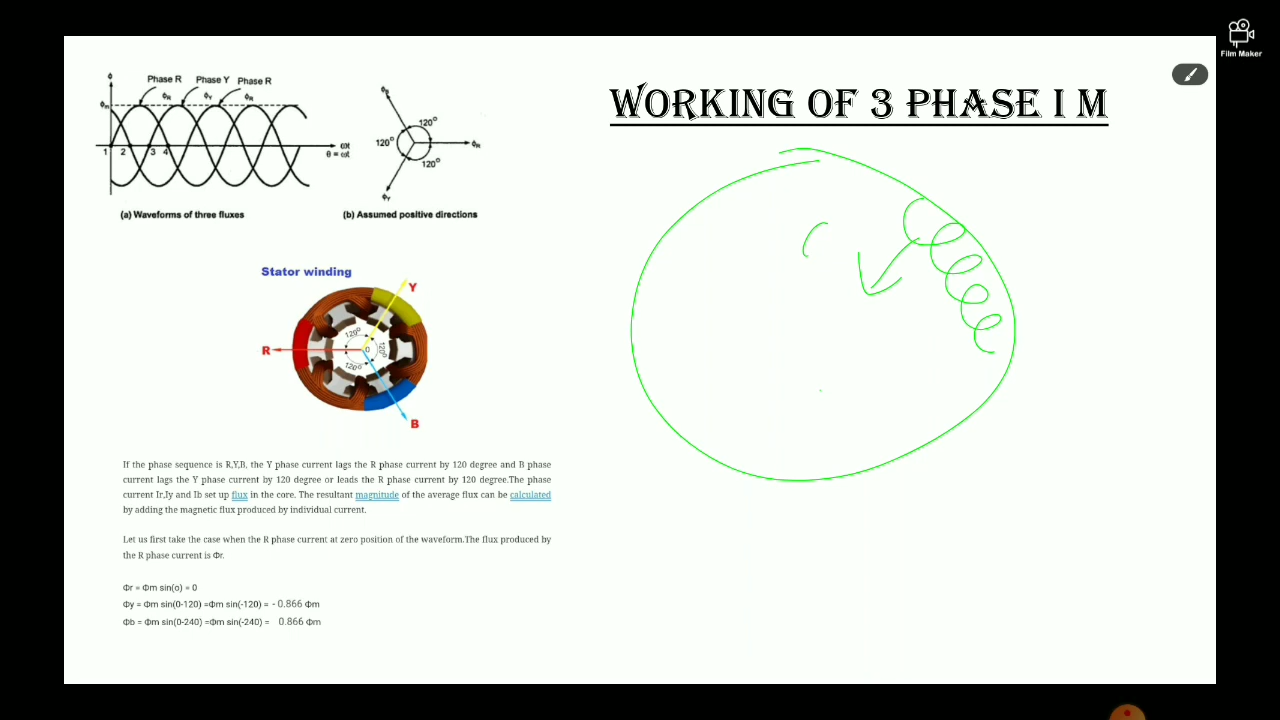 Film Maker
WORKING OF 3 PHASE I M
Phase R Phase Y Phase R
ϕ
ϕm ϕR ϕY ϕR
1 2 3 4 ωt
θ = ωt
(a) Waveforms of three fluxes
120°
120° ϕR
120°
ϕY
(b) Assumed positive directions
Stator winding
Y
120°
R 0 120°
120°
B
If the phase sequence is R,Y,B, the Y phase current lags the R phase current by 120 degree and B phase
current lags the Y phase current by 120 degree or leads the R phase current by 120 degree.The phase
current Ir,Iy and Ib set up flux in the core. The resultant magnitude of the average flux can be calculated
by adding the magnetic flux produced by individual current.
Let us first take the case when the R phase current at zero position of the waveform.The flux produced by
the R phase current is Φr.
Φr = Φm sin(o) = 0
Φy = Φm sin(0-120) =Φm sin(-120) = - 0.866 Φm
Φb = Φm sin(0-240) =Φm sin(-240) = 0.866 Φm